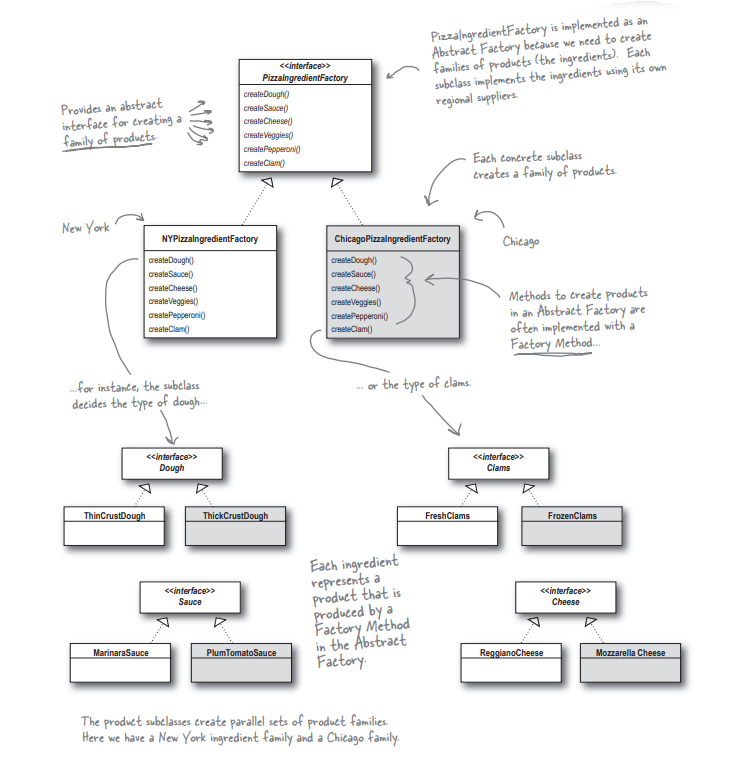 PizzaIngredientFactory is implemented as an
Abstract Factory because we need to create
families of products (the ingredients). Each
subclass implements the ingredients using its own
regional suppliers.
<<interface>>
PizzaIngredientFactory
createDough()
createSauce()
createCheese()
createVeggies()
createPepperoni()
createClam()
Provides an abstract
interface for creating a
family of products.
Each concrete subclass
creates a family of products.
New York
Chicago
NYPizzaIngredientFactory
createDough()
createSauce()
createCheese()
createVeggies()
createPepperoni()
createClam()
ChicagoPizzaIngredientFactory
createDough()
createSauce()
createCheese()
createVeggies()
createPepperoni()
createClam()
Methods to create products
in an Abstract Factory are
often implemented with a
Factory Method...
...for instance, the subclass
decides the type of dough...
... or the type of clams.
<<interface>>
Dough
ThinCrustDough
ThickCrustDough
<<interface>>
Clams
FreshClams
FrozenClams
Each ingredient
represents a
product that is
produced by a
Factory Method
in the Abstract
Factory.
<<interface>>
Sauce
MarinaraSauce
PlumTomatoSauce
<<interface>>
Cheese
ReggianoCheese
Mozzarella Cheese
The product subclasses create parallel sets of product families.
Here we have a New York ingredient family and a Chicago family.